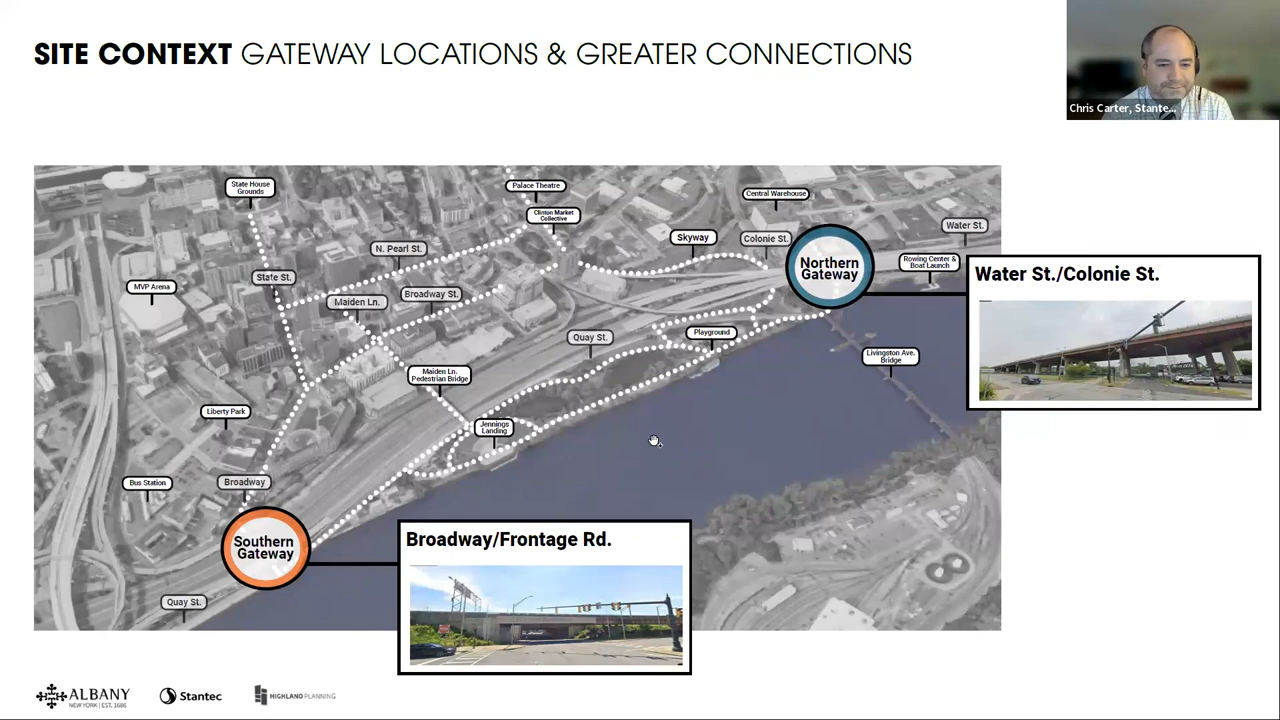 SITE CONTEXT GATEWAY LOCATIONS & GREATER CONNECTIONS
Chris Carter, Stante...
State House
Grounds
Palace Theatre
Clinton Market
Collective
Central Warehouse
Water St.
N. Pearl St.
Skyway
Colonie St.
Northern
Gateway
Rowing Center &
Boat Launch
State St.
MVP Arena
Maiden Ln.
Broadway St.
Water St./Colonie St.
Quay St.
Playground
Livingston Ave.
Bridge
Maiden Ln.
Pedestrian Bridge
Liberty Park
Jennings
Landing
Bus Station
Broadway
Southern
Gateway
Broadway/Frontage Rd.
Quay St.
ALBANY
NEW YORK | EST. 1686
Stantec
HIGHLAND PLANNING